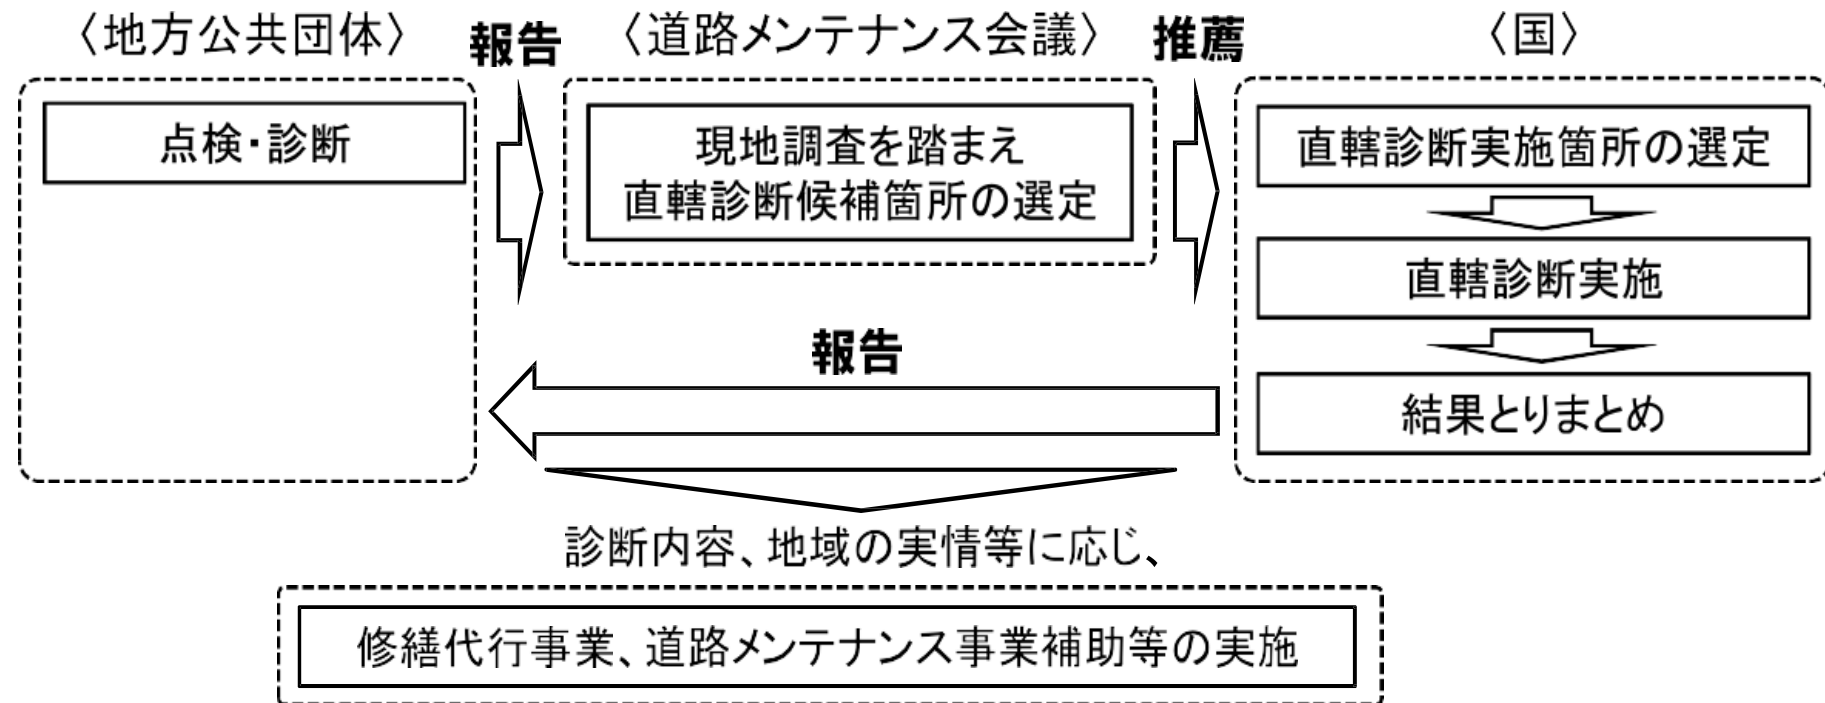 〈地方公共団体〉
報告
〈道路メンテナンス会議〉
推薦
〈国〉
点検・診断
現地調査を踏まえ
直轄診断候補箇所の選定
直轄診断実施箇所の選定
直轄診断実施
結果とりまとめ
報告
診断内容、地域の実情等に応じ、
修繕代行事業、道路メンテナンス事業補助等の実施